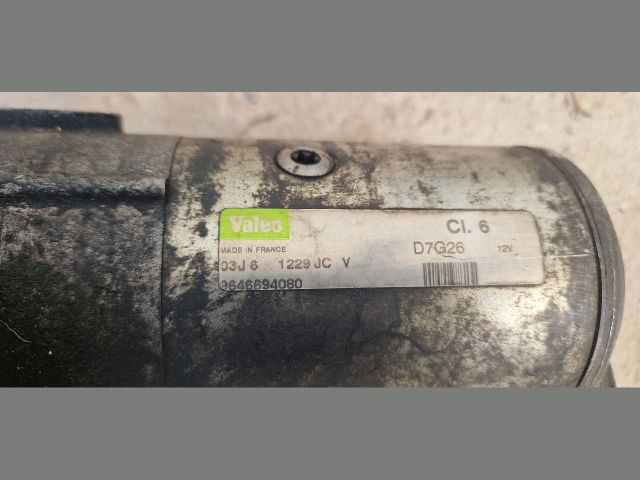 Valeo
Cl. 6
MADE IN FRANCE
D7G26 12V
03J 6 1229 JC V
9646694080